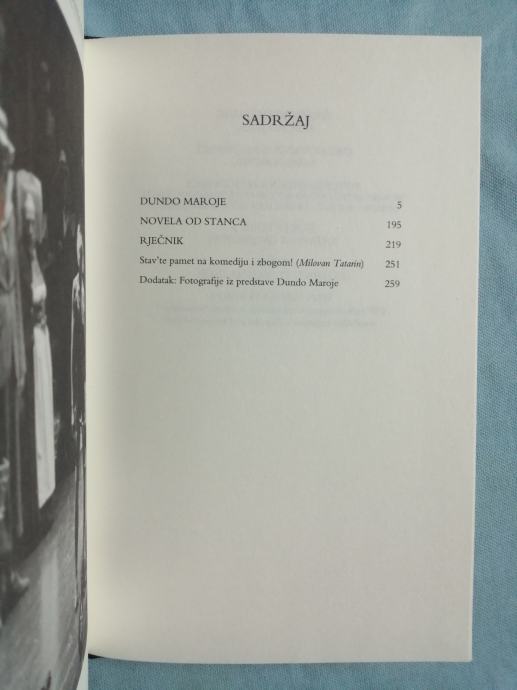 SADRŽAJ
DUNDO MAROJE 5
NOVELA OD STANCA 195
RJEČNIK 219
Stav'te pamet na komediju i zbogom! (Milovan Tatarin) 251
Dodatak: Fotografije iz predstave Dundo Maroje 259